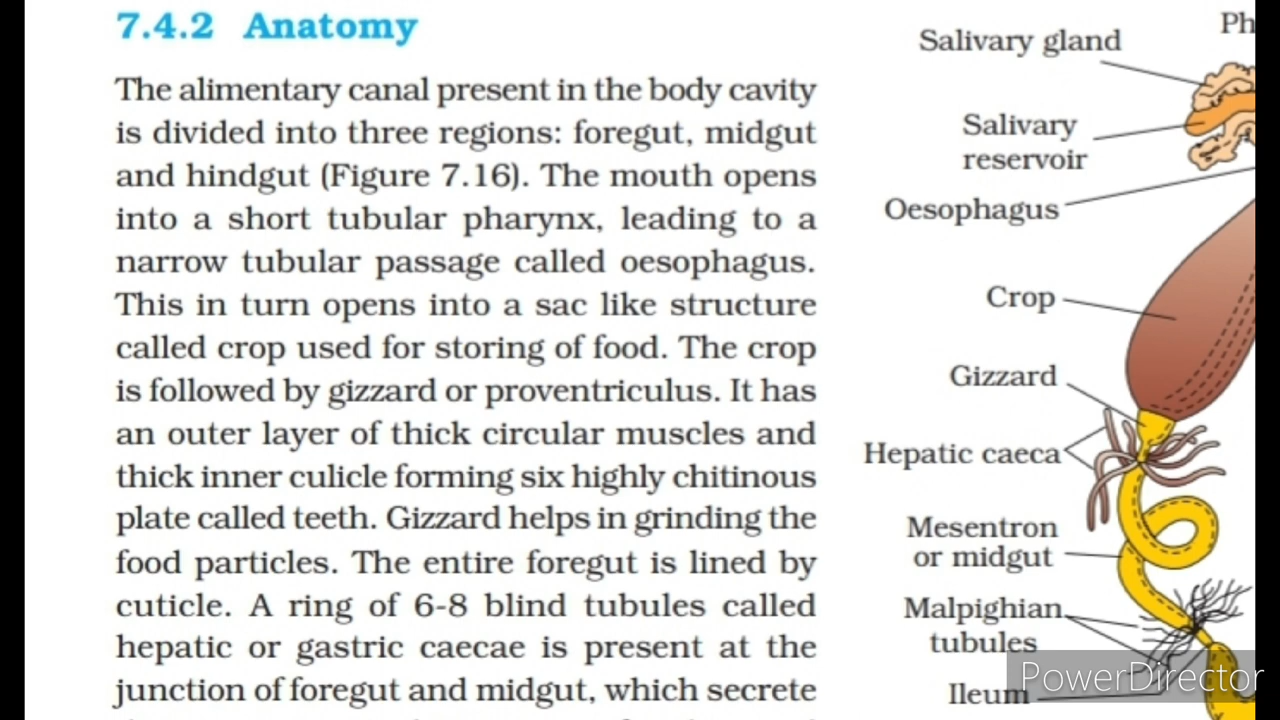 7.4.2 Anatomy
The alimentary canal present in the body cavity
is divided into three regions: foregut, midgut
and hindgut (Figure 7.16). The mouth opens
into a short tubular pharynx, leading to a
narrow tubular passage called oesophagus.
This in turn opens into a sac like structure
called crop used for storing of food. The crop
is followed by gizzard or proventriculus. It has
an outer layer of thick circular muscles and
thick inner culicle forming six highly chitinous
plate called teeth. Gizzard helps in grinding the
food particles. The entire foregut is lined by
cuticle. A ring of 6-8 blind tubules called
hepatic or gastric caecae is present at the
junction of foregut and midgut, which secrete
Ph
Salivary gland
Salivary
reservoir
Oesophagus
Crop
Gizzard
Hepatic caeca
Mesentron
or midgut
Malpighian
tubules
Ileum
PowerDirector